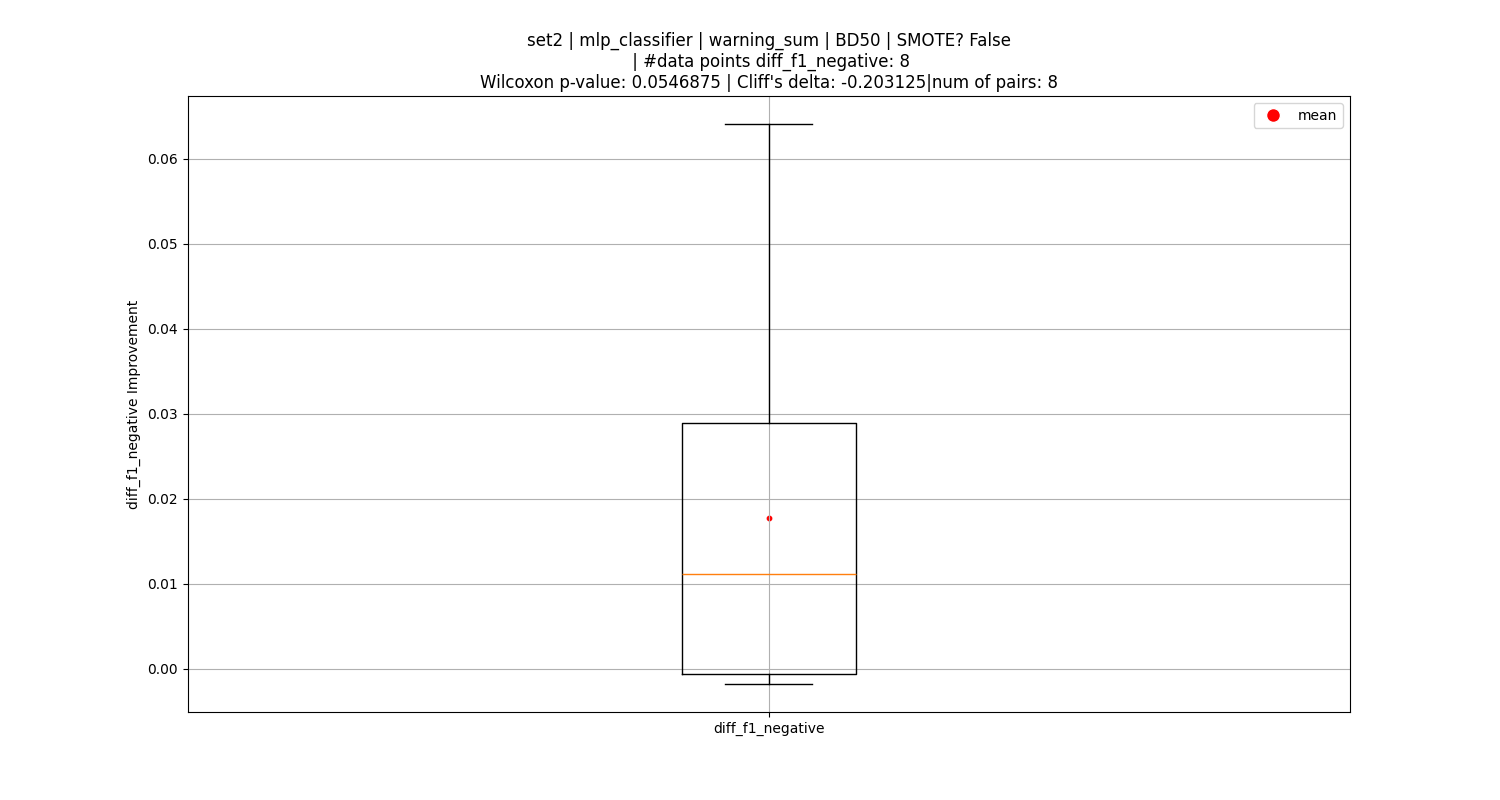 set2 | mlp_classifier | warning_sum | BD50 | SMOTE? False
| #data points diff_f1_negative: 8
Wilcoxon p-value: 0.0546875 | Cliff's delta: -0.203125|num of pairs: 8
mean
0.06
0.05
0.04
0.03
0.02
0.01
0.00
diff_f1_negative Improvement
diff_f1_negative